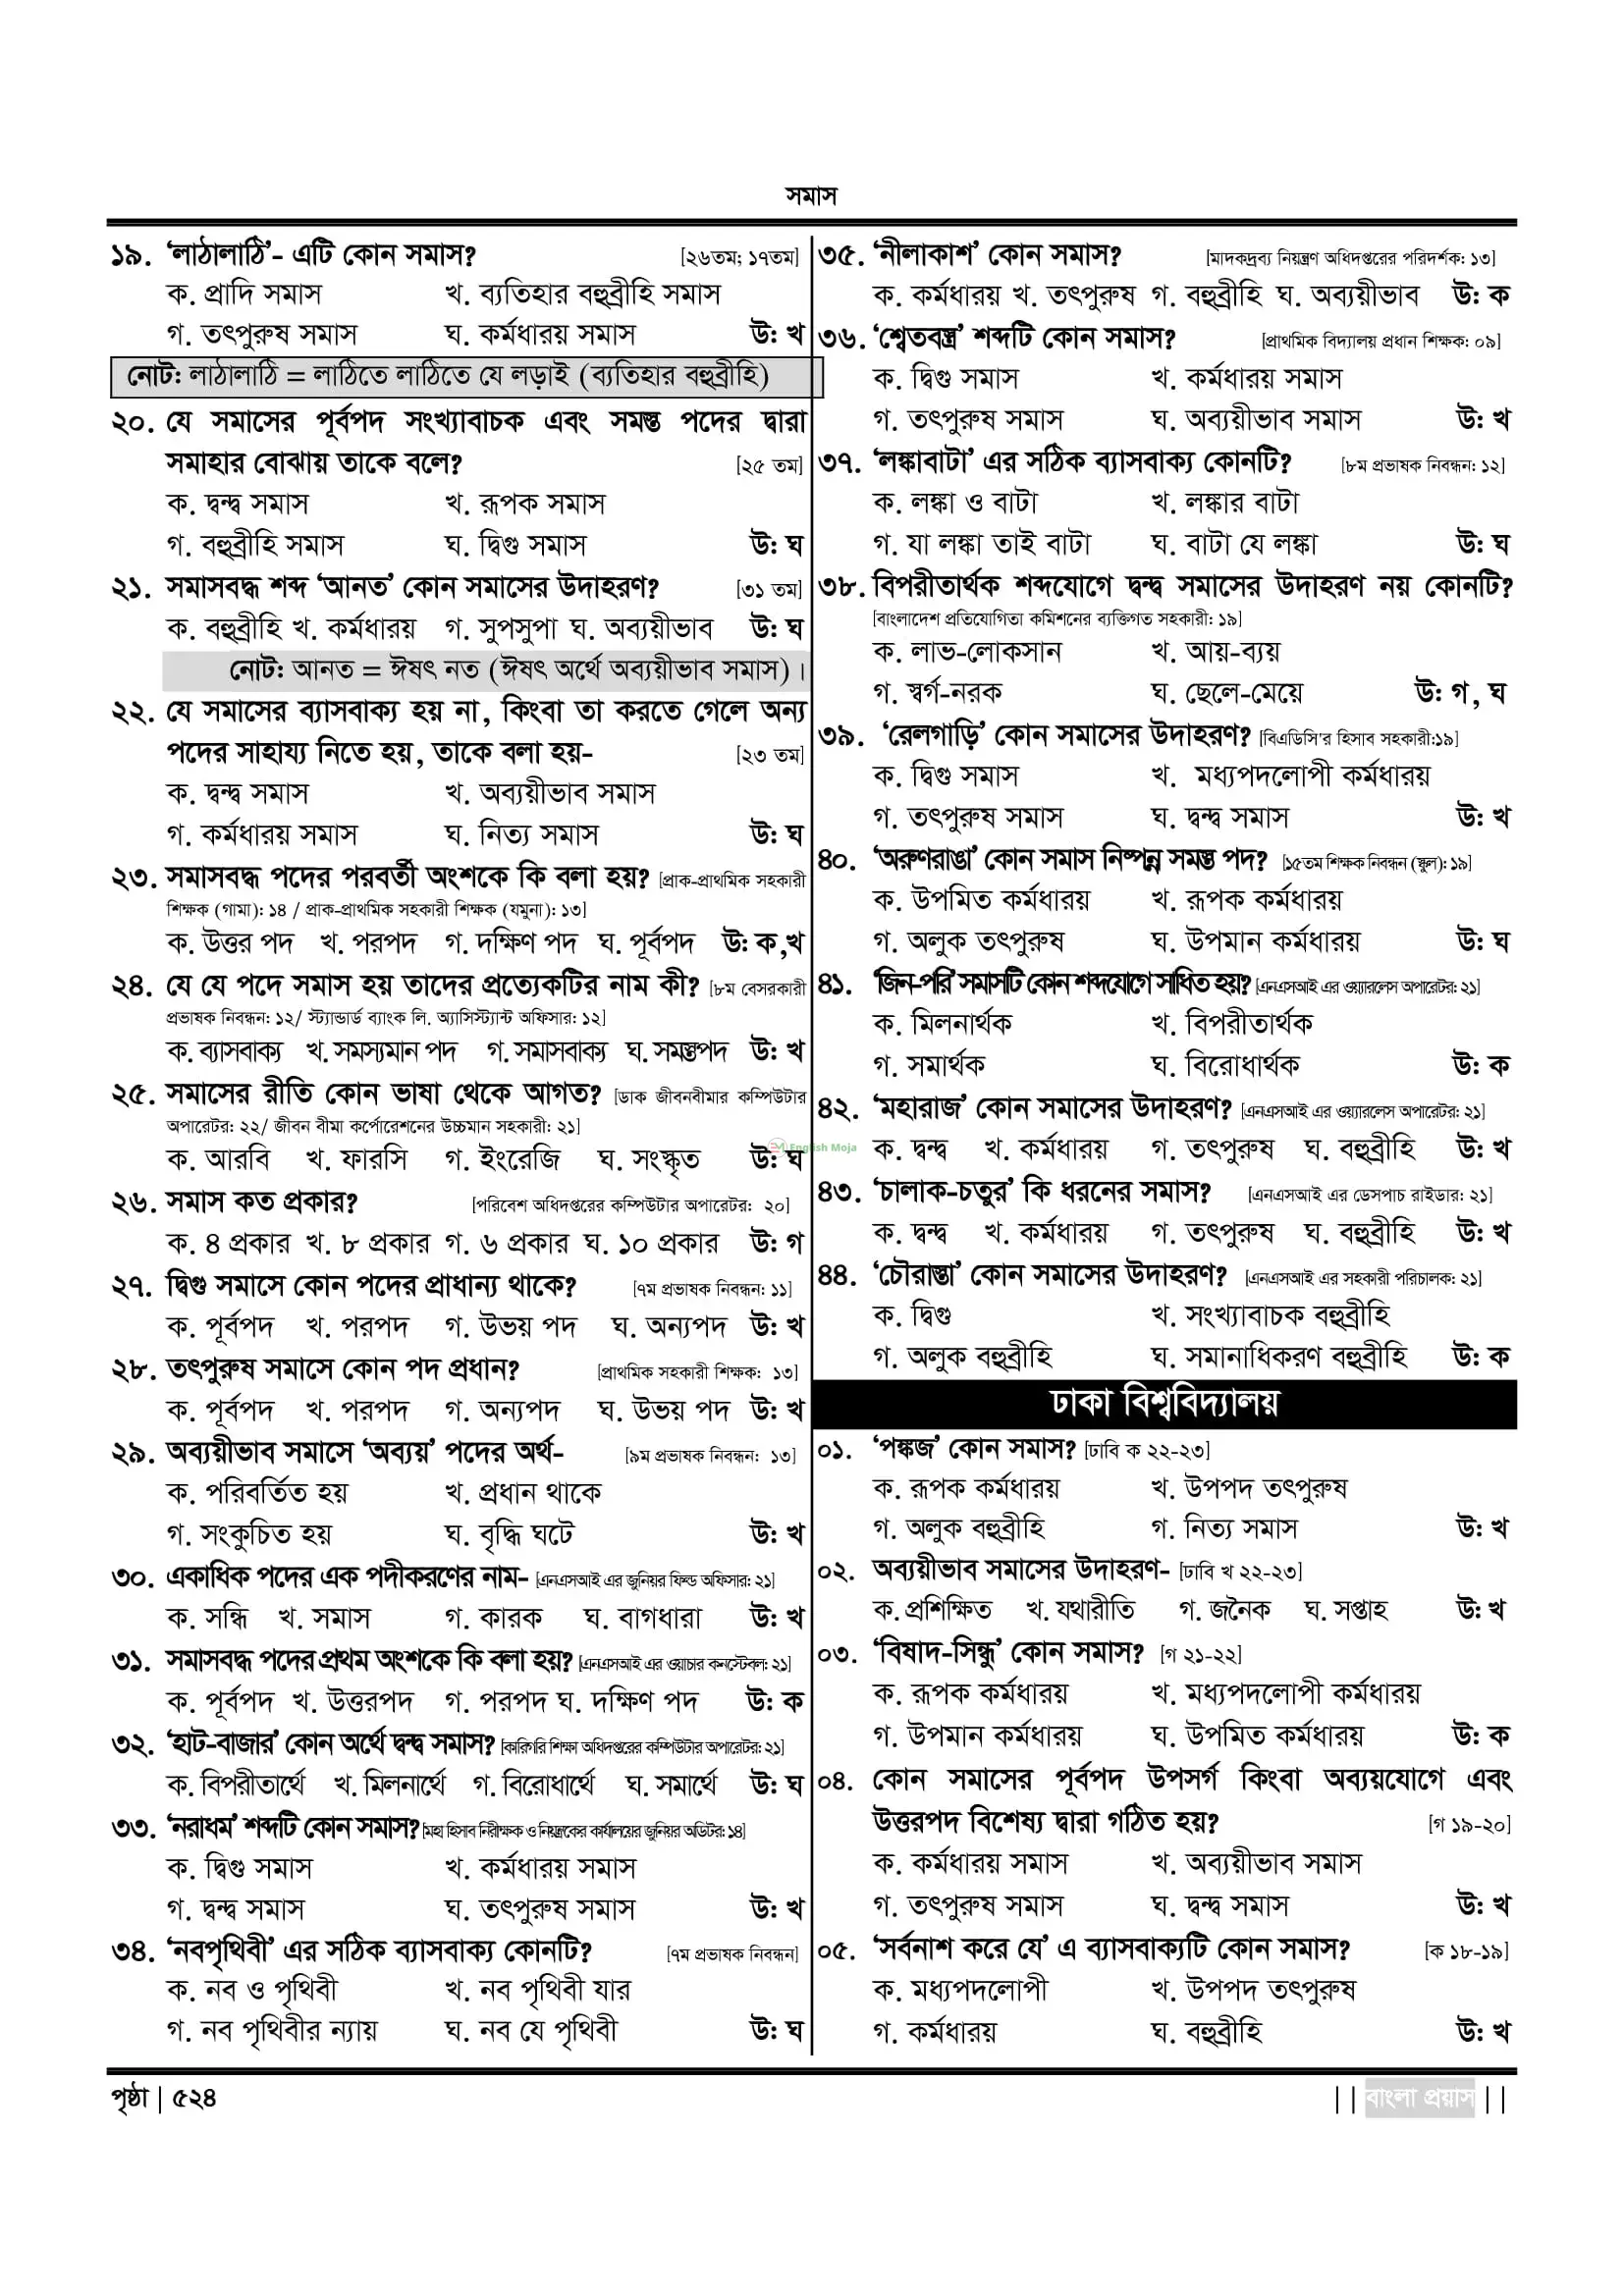 সমাস
১৯. ‘লাঠালাঠি’- এটি কোন সমাস? [২৬তম; ১৭তম]
ক. প্রাদি সমাস খ. ব্যতিহার বহুব্রীহি সমাস
গ. তৎপুরুষ সমাস ঘ. কর্মধারয় সমাস উ: খ
নোট: লাঠালাঠি = লাঠিতে লাঠিতে যে লড়াই (ব্যতিহার বহুব্রীহি)
২০. যে সমাসের পূর্বপদ সংখ্যাবাচক এবং সমস্ত পদের দ্বারা
সমাহার বোঝায় তাকে বলে? [২৫ তম]
ক. দ্বন্দ্ব সমাস খ. রূপক সমাস
গ. বহুব্রীহি সমাস ঘ. দ্বিগু সমাস উ: ঘ
২১. সমাসবদ্ধ শব্দ ‘আনত’ কোন সমাসের উদাহরণ? [৩১ তম]
ক. বহুব্রীহি খ. কর্মধারয় গ. সুপসুপা ঘ. অব্যয়ীভাব উ: ঘ
নোট: আনত = ঈষৎ নত (ঈষৎ অর্থে অব্যয়ীভাব সমাস)।
২২. যে সমাসের ব্যাসবাক্য হয় না, কিংবা তা করতে গেলে অন্য
পদের সাহায্য নিতে হয়, তাকে বলা হয়- [২৩ তম]
ক. দ্বন্দ্ব সমাস খ. অব্যয়ীভাব সমাস
গ. কর্মধারয় সমাস ঘ. নিত্য সমাস উ: ঘ
২৩. সমাসবদ্ধ পদের পরবর্তী অংশকে কি বলা হয়? [প্রাক-প্রাথমিক সহকারী
শিক্ষক (গামা): ১৪ / প্রাক-প্রাথমিক সহকারী শিক্ষক (যমুনা): ১৩]
ক. উত্তর পদ খ. পরপদ গ. দক্ষিণ পদ ঘ. পূর্বপদ উ: ক,খ
২৪. যে যে পদে সমাস হয় তাদের প্রত্যেকটির নাম কী? [৮ম বেসরকারী
প্রভাষক নিবন্ধন: ১২/ স্ট্যান্ডার্ড ব্যাংক লি. অ্যাসিস্ট্যান্ট অফিসার: ১২]
ক. ব্যাসবাক্য খ. সমস্যমান পদ গ. সমাসবাক্য ঘ. সমস্তপদ উ: খ
২৫. সমাসের রীতি কোন ভাষা থেকে আগত? [ডাক জীবনবীমার কম্পিউটার
অপারেটর: ২২/ জীবন বীমা কর্পোরেশনের উচ্চমান সহকারী: ২১]
ক. আরবি খ. ফারসি গ. ইংরেজি ঘ. সংস্কৃত উ: ঘ
২৬. সমাস কত প্রকার? [পরিবেশ অধিদপ্তরের কম্পিউটার অপারেটর: ২০]
ক. ৪ প্রকার খ. ৮ প্রকার গ. ৬ প্রকার ঘ. ১০ প্রকার উ: গ
২৭. দ্বিগু সমাসে কোন পদের প্রাধান্য থাকে? [৭ম প্রভাষক নিবন্ধন: ১১]
ক. পূর্বপদ খ. পরপদ গ. উভয় পদ ঘ. অন্যপদ উ: খ
২৮. তৎপুরুষ সমাসে কোন পদ প্রধান? [প্রাথমিক সহকারী শিক্ষক: ১৩]
ক. পূর্বপদ খ. পরপদ গ. অন্যপদ ঘ. উভয় পদ উ: খ
২৯. অব্যয়ীভাব সমাসে ‘অব্যয়’ পদের অর্থ- [৯ম প্রভাষক নিবন্ধন: ১৩]
ক. পরিবর্তিত হয় খ. প্রধান থাকে
গ. সংকুচিত হয় ঘ. বৃদ্ধি ঘটে উ: খ
৩০. একাধিক পদের এক পদীকরণের নাম- [এনএসআই এর জুনিয়র ফিল্ড অফিসার: ২১]
ক. সন্ধি খ. সমাস গ. কারক ঘ. বাগধারা উ: খ
৩১. সমাসবদ্ধ পদের প্রথম অংশকে কি বলা হয়? [এনএসআই এর ওয়াচার কনস্টেবল: ২১]
ক. পূর্বপদ খ. উত্তরপদ গ. পরপদ ঘ. দক্ষিণ পদ উ: ক
৩২. ‘হাট-বাজার’ কোন অর্থে দ্বন্দ্ব সমাস? [কারিগরি শিক্ষা অধিদপ্তরের কম্পিউটার অপারেটর: ২১]
ক. বিপরীতার্থে খ. মিলনার্থে গ. বিরোধার্থে ঘ. সমার্থে উ: ঘ
৩৩. ‘নরাধম’ শব্দটি কোন সমাস? [মহা হিসাব নিরীক্ষক ও নিয়ন্ত্রকের কার্যালয়ের জুনিয়র অডিটর: ১৪]
ক. দ্বিগু সমাস খ. কর্মধারয় সমাস
গ. দ্বন্দ্ব সমাস ঘ. তৎপুরুষ সমাস উ: খ
৩৪. ‘নবপৃথিবী’ এর সঠিক ব্যাসবাক্য কোনটি? [৭ম প্রভাষক নিবন্ধন]
ক. নব ও পৃথিবী খ. নব পৃথিবী যার
গ. নব পৃথিবীর ন্যায় ঘ. নব যে পৃথিবী উ: ঘ
৩৫. ‘নীলাকাশ’ কোন সমাস? [মাদকদ্রব্য নিয়ন্ত্রণ অধিদপ্তরের পরিদর্শক: ১৩]
ক. কর্মধারয় খ. তৎপুরুষ গ. বহুব্রীহি ঘ. অব্যয়ীভাব উ: ক
৩৬. ‘শ্বেতবস্ত্র’ শব্দটি কোন সমাস? [প্রাথমিক বিদ্যালয় প্রধান শিক্ষক: ০৯]
ক. দ্বিগু সমাস খ. কর্মধারয় সমাস
গ. তৎপুরুষ সমাস ঘ. অব্যয়ীভাব সমাস উ: খ
৩৭. ‘লঙ্কাবাটা’ এর সঠিক ব্যাসবাক্য কোনটি? [৮ম প্রভাষক নিবন্ধন: ১২]
ক. লঙ্কা ও বাটা খ. লঙ্কার বাটা
গ. যা লঙ্কা তাই বাটা ঘ. বাটা যে লঙ্কা উ: ঘ
৩৮. বিপরীতার্থক শব্দযোগে দ্বন্দ্ব সমাসের উদাহরণ নয় কোনটি?
[বাংলাদেশ প্রতিযোগিতা কমিশনের ব্যক্তিগত সহকারী: ১৯]
ক. লাভ-লোকসান খ. আয়-ব্যয়
গ. স্বর্গ-নরক ঘ. ছেলে-মেয়ে উ: গ, ঘ
৩৯. ‘রেলগাড়ি’ কোন সমাসের উদাহরণ? [বিএডিসি'র হিসাব সহকারী:১৯]
ক. দ্বিগু সমাস খ. মধ্যপদলোপী কর্মধারয়
গ. তৎপুরুষ সমাস ঘ. দ্বন্দ্ব সমাস উ: খ
৪০. ‘অরুণরাঙা’ কোন সমাস নিষ্পন্ন সমস্ত পদ? [১৫তম শিক্ষক নিবন্ধন (স্কুল): ১৯]
ক. উপমিত কর্মধারয় খ. রূপক কর্মধারয়
গ. অলুক তৎপুরুষ ঘ. উপমান কর্মধারয় উ: ঘ
৪১. ‘জিন-পরি’ সমাসটি কোন শব্দযোগে সাধিত হয়? [এনএসআই এর ওয়্যারলেস অপারেটর: ২১]
ক. মিলনার্থক খ. বিপরীতার্থক
গ. সমার্থক ঘ. বিরোধার্থক উ: ক
৪২. ‘মহারাজ’ কোন সমাসের উদাহরণ? [এনএসআই এর ওয়্যারলেস অপারেটর: ২১]
ক. দ্বন্দ্ব খ. কর্মধারয় গ. তৎপুরুষ ঘ. বহুব্রীহি উ: খ
৪৩. ‘চালাক-চতুর’ কি ধরনের সমাস? [এনএসআই এর ডেসপাচ রাইডার: ২১]
ক. দ্বন্দ্ব খ. কর্মধারয় গ. তৎপুরুষ ঘ. বহুব্রীহি উ: খ
৪৪. ‘চৌরাস্তা’ কোন সমাসের উদাহরণ? [এনএসআই এর সহকারী পরিচালক: ২১]
ক. দ্বিগু খ. সংখ্যাবাচক বহুব্রীহি
গ. অলুক বহুব্রীহি ঘ. সমানাধিকরণ বহুব্রীহি উ: ক
ঢাকা বিশ্ববিদ্যালয়
০১. ‘পঙ্কজ’ কোন সমাস? [ঢাবি ক ২২-২৩]
ক. রূপক কর্মধারয় খ. উপপদ তৎপুরুষ
গ. অলুক বহুব্রীহি গ. নিত্য সমাস উ: খ
০২. অব্যয়ীভাব সমাসের উদাহরণ- [ঢাবি খ ২২-২৩]
ক. প্রশিক্ষিত খ. যথারীতি গ. জনৈক ঘ. সপ্তাহ উ: খ
০৩. ‘বিষাদ-সিন্ধু’ কোন সমাস? [গ ২১-২২]
ক. রূপক কর্মধারয় খ. মধ্যপদলোপী কর্মধারয়
গ. উপমান কর্মধারয় ঘ. উপমিত কর্মধারয় উ: ক
০৪. কোন সমাসের পূর্বপদ উপসর্গ কিংবা অব্যয়যোগে এবং
উত্তরপদ বিশেষ্য দ্বারা গঠিত হয়? [গ ১৯-২০]
ক. কর্মধারয় সমাস খ. অব্যয়ীভাব সমাস
গ. তৎপুরুষ সমাস ঘ. দ্বন্দ্ব সমাস উ: খ
০৫. ‘সর্বনাশ করে যে’ এ ব্যাসবাক্যটি কোন সমাস? [ক ১৮-১৯]
ক. মধ্যপদলোপী খ. উপপদ তৎপুরুষ
গ. কর্মধারয় ঘ. বহুব্রীহি উ: খ
English Moja
পৃষ্ঠা | ৫২৪ || বাংলা প্রয়াস ||